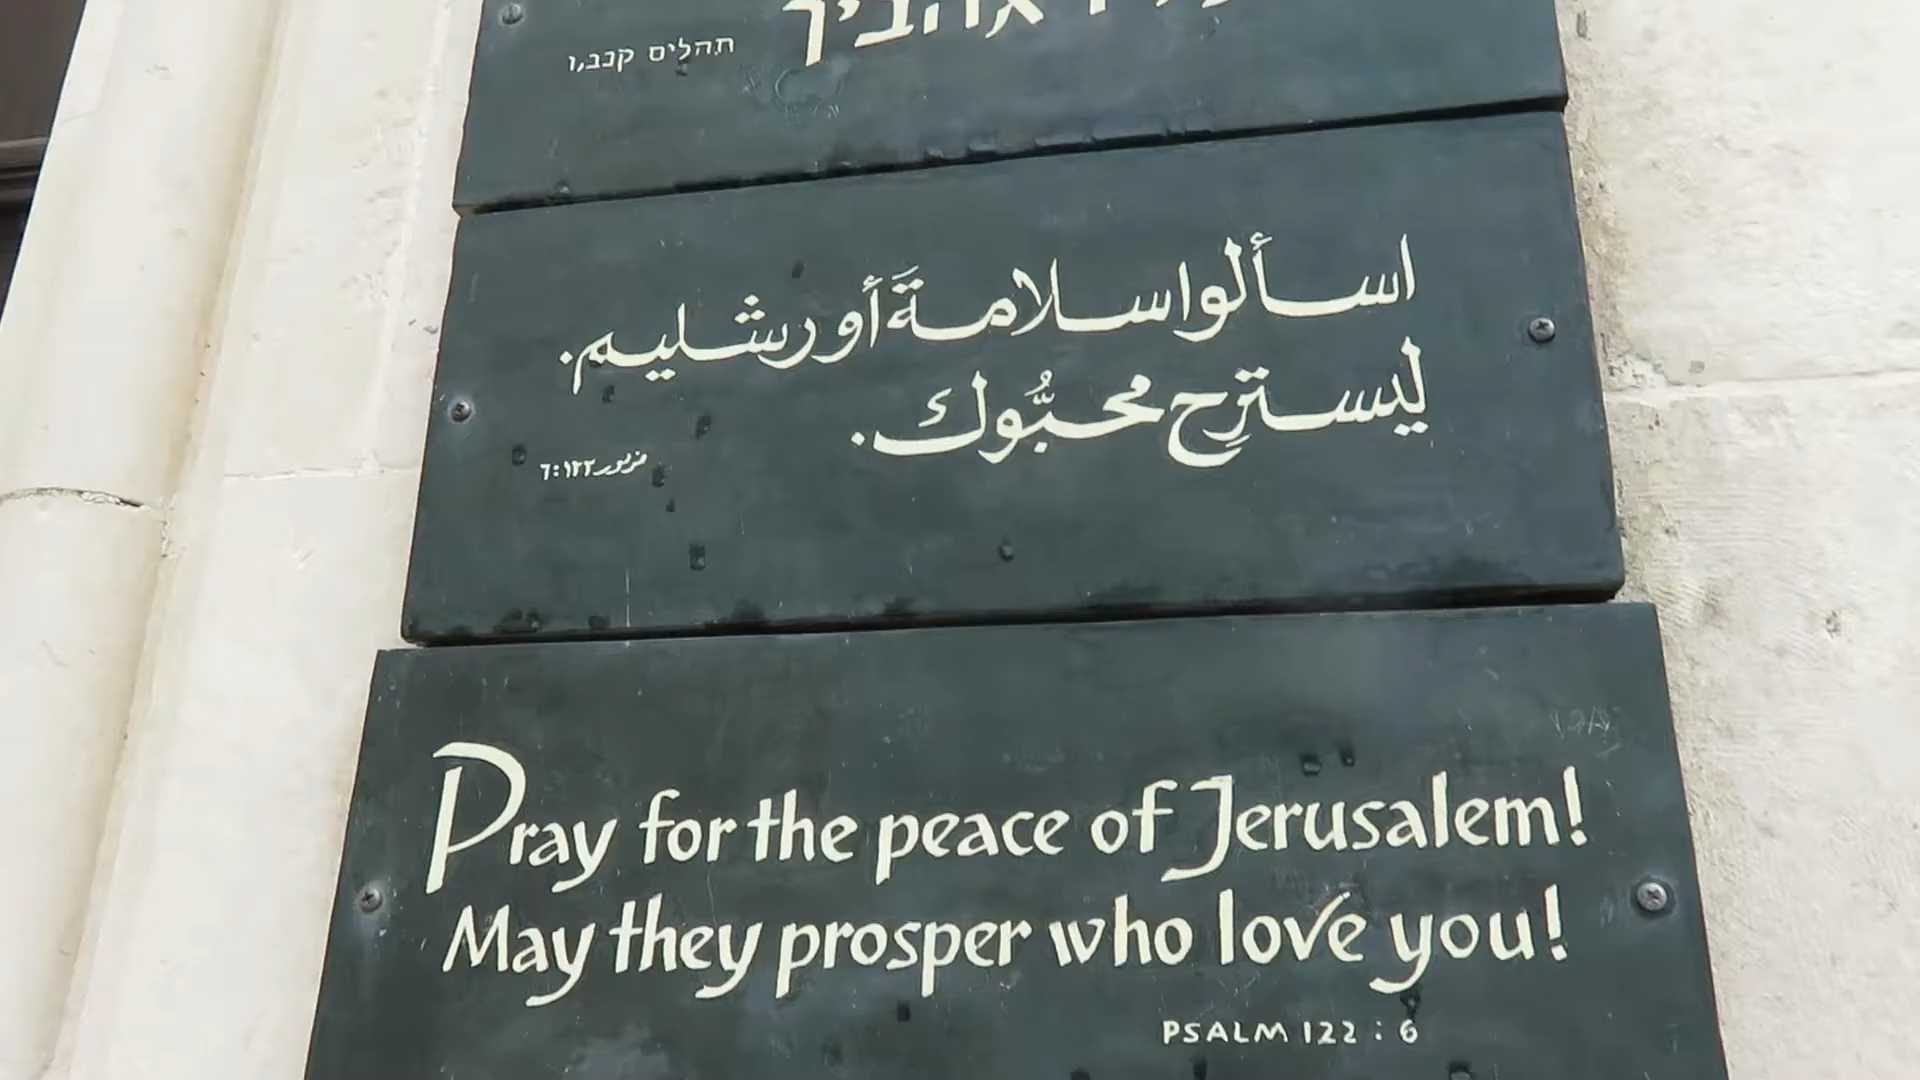 אהביך
תהלים קכב,ו
اسألوا سلامةَ أورشليم.
ليسترِح محبُّوك.
مزمور ١٢٢:٦
Pray for the peace of Jerusalem!
May they prosper who love you!
PSALM 122 : 6